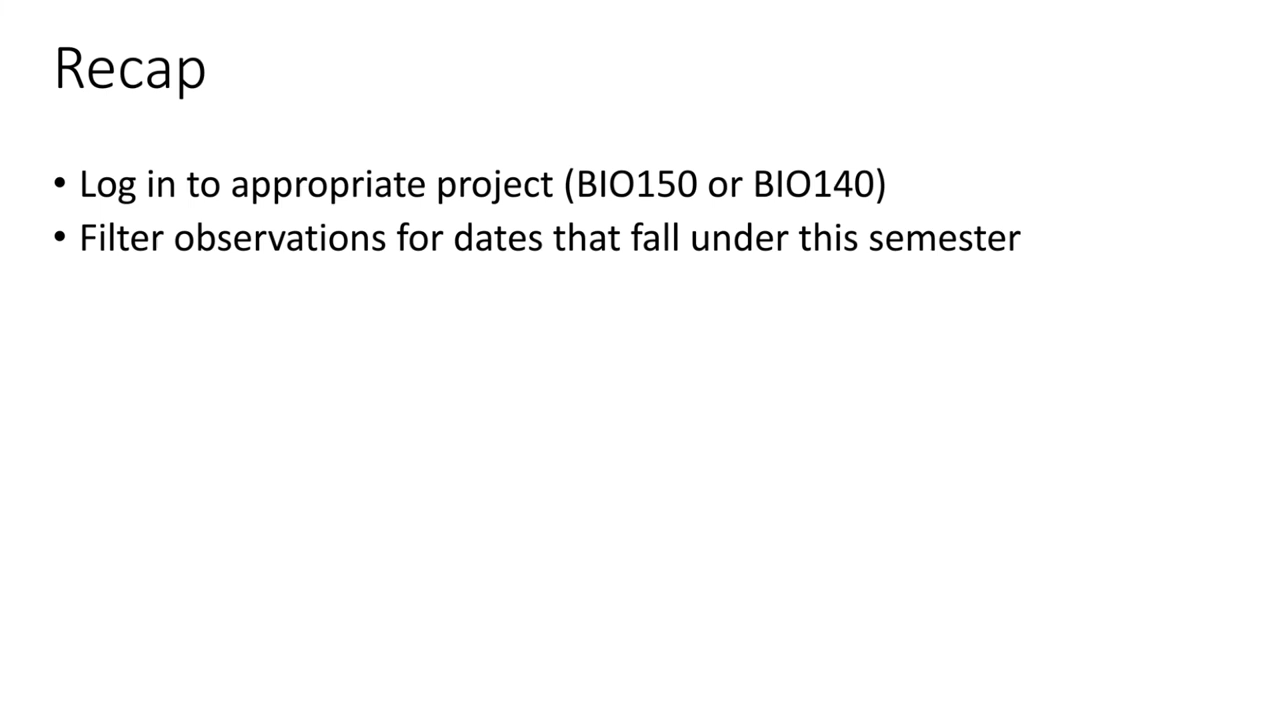 Recap
• Log in to appropriate project (BIO150 or BIO140)
• Filter observations for dates that fall under this semester